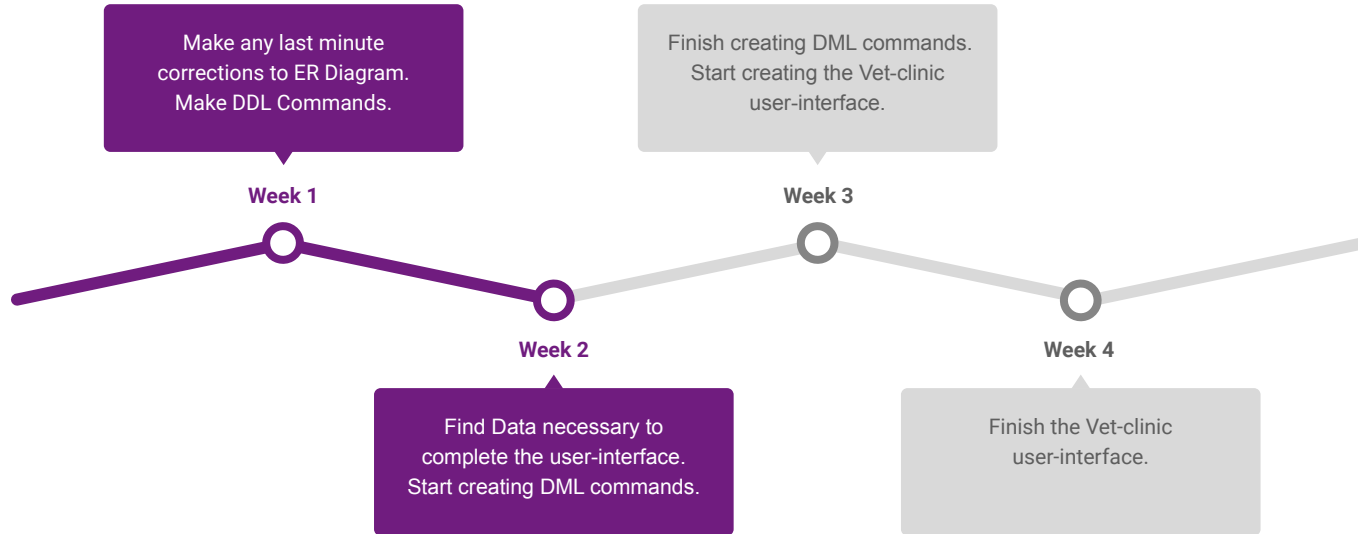 Make any last minute
corrections to ER Diagram.
Make DDL Commands.
Week 1
Week 2
Find Data necessary to
complete the user-interface.
Start creating DML commands.
Finish creating DML commands.
Start creating the Vet-clinic
user-interface.
Week 3
Week 4
Finish the Vet-clinic
user-interface.